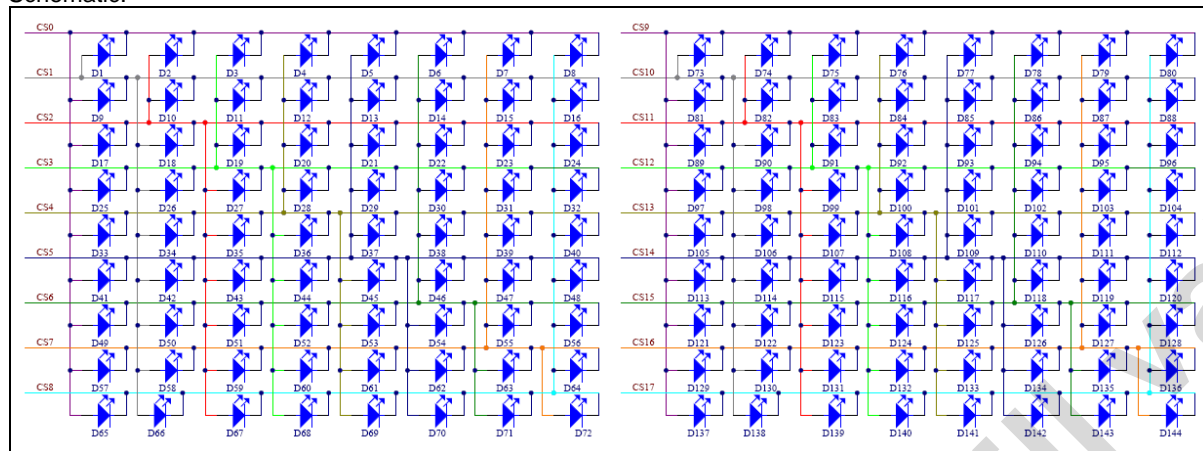 Schematic:
CS0 CS9
D1 D2 D3 D4 D5 D6 D7 D8 D73 D74 D75 D76 D77 D78 D79 D80
CS1 CS10
D9 D10 D11 D12 D13 D14 D15 D16 D81 D82 D83 D84 D85 D86 D87 D88
CS2 CS11
D17 D18 D19 D20 D21 D22 D23 D24 D89 D90 D91 D92 D93 D94 D95 D96
CS3 CS12
D25 D26 D27 D28 D29 D30 D31 D32 D97 D98 D99 D100 D101 D102 D103 D104
CS4 CS13
D33 D34 D35 D36 D37 D38 D39 D40 D105 D106 D107 D108 D109 D110 D111 D112
CS5 CS14
D41 D42 D43 D44 D45 D46 D47 D48 D113 D114 D115 D116 D117 D118 D119 D120
CS6 CS15
D49 D50 D51 D52 D53 D54 D55 D56 D121 D122 D123 D124 D125 D126 D127 D128
CS7 CS16
D57 D58 D59 D60 D61 D62 D63 D64 D129 D130 D131 D132 D133 D134 D135 D136
CS8 CS17
D65 D66 D67 D68 D69 D70 D71 D72 D137 D138 D139 D140 D141 D142 D143 D144